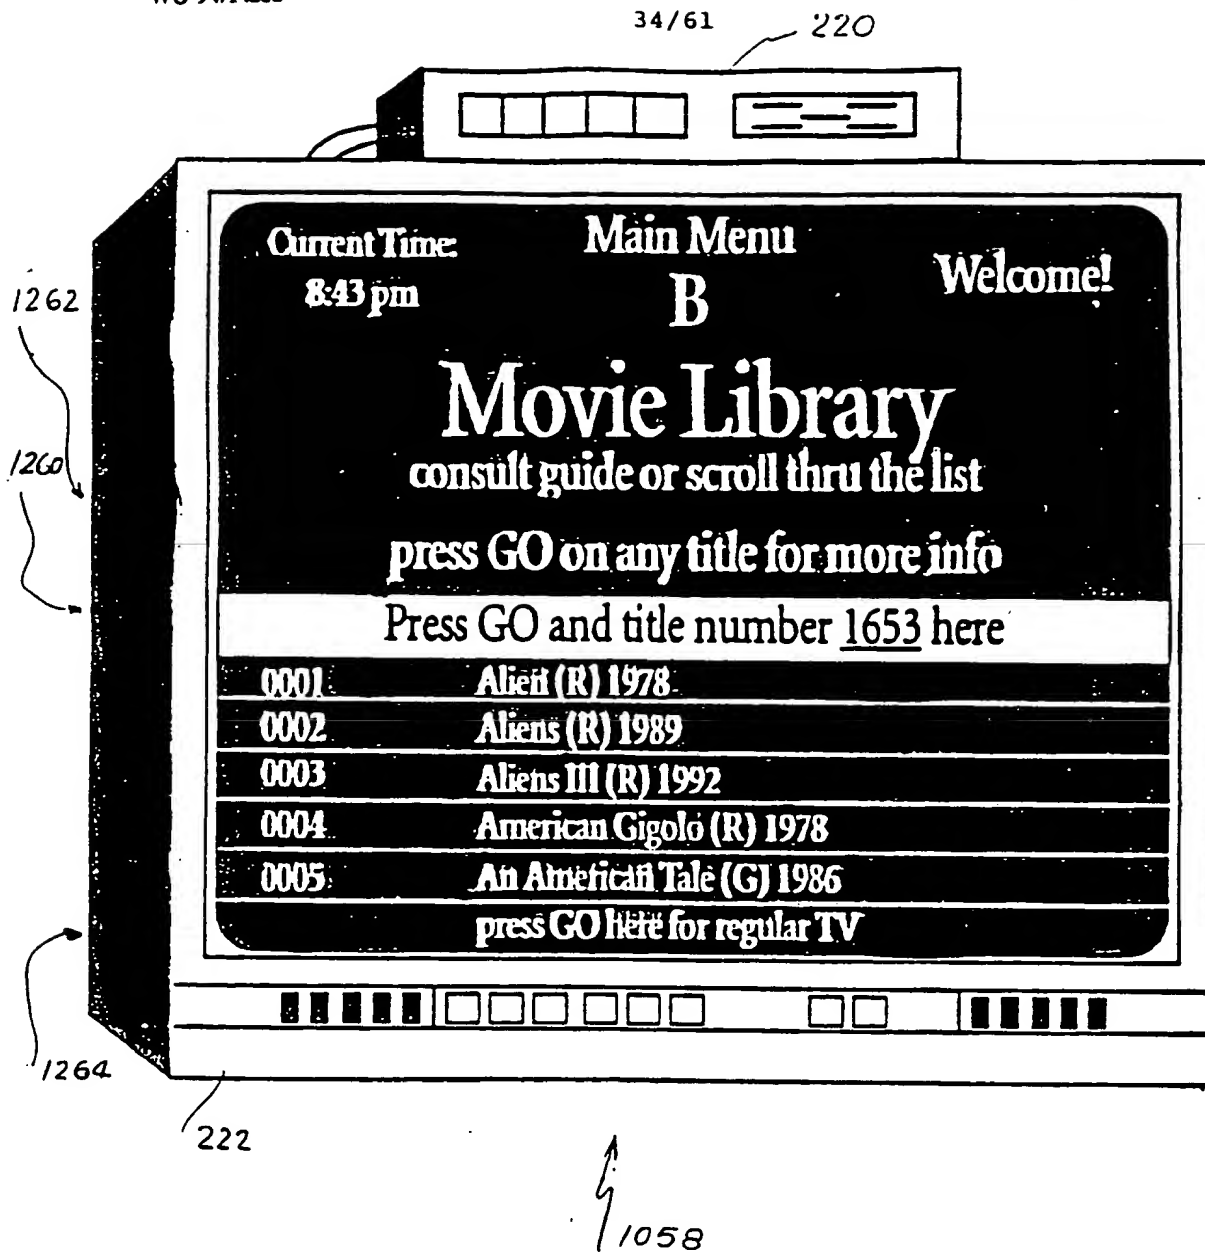 34/61
220
Current Time:
8:43 pm
Main Menu
B
Welcome!
1262
Movie Library
1260
consult guide or scroll thru the list
press GO on any title for more info
Press GO and title number 1653 here
0001 Alien (R) 1978
0002 Aliens (R) 1989
0003 Aliens III (R) 1992
0004 American Gigolo (R) 1978
0005 An American Tale (G) 1986
press GO here for regular TV
1264
222
1058